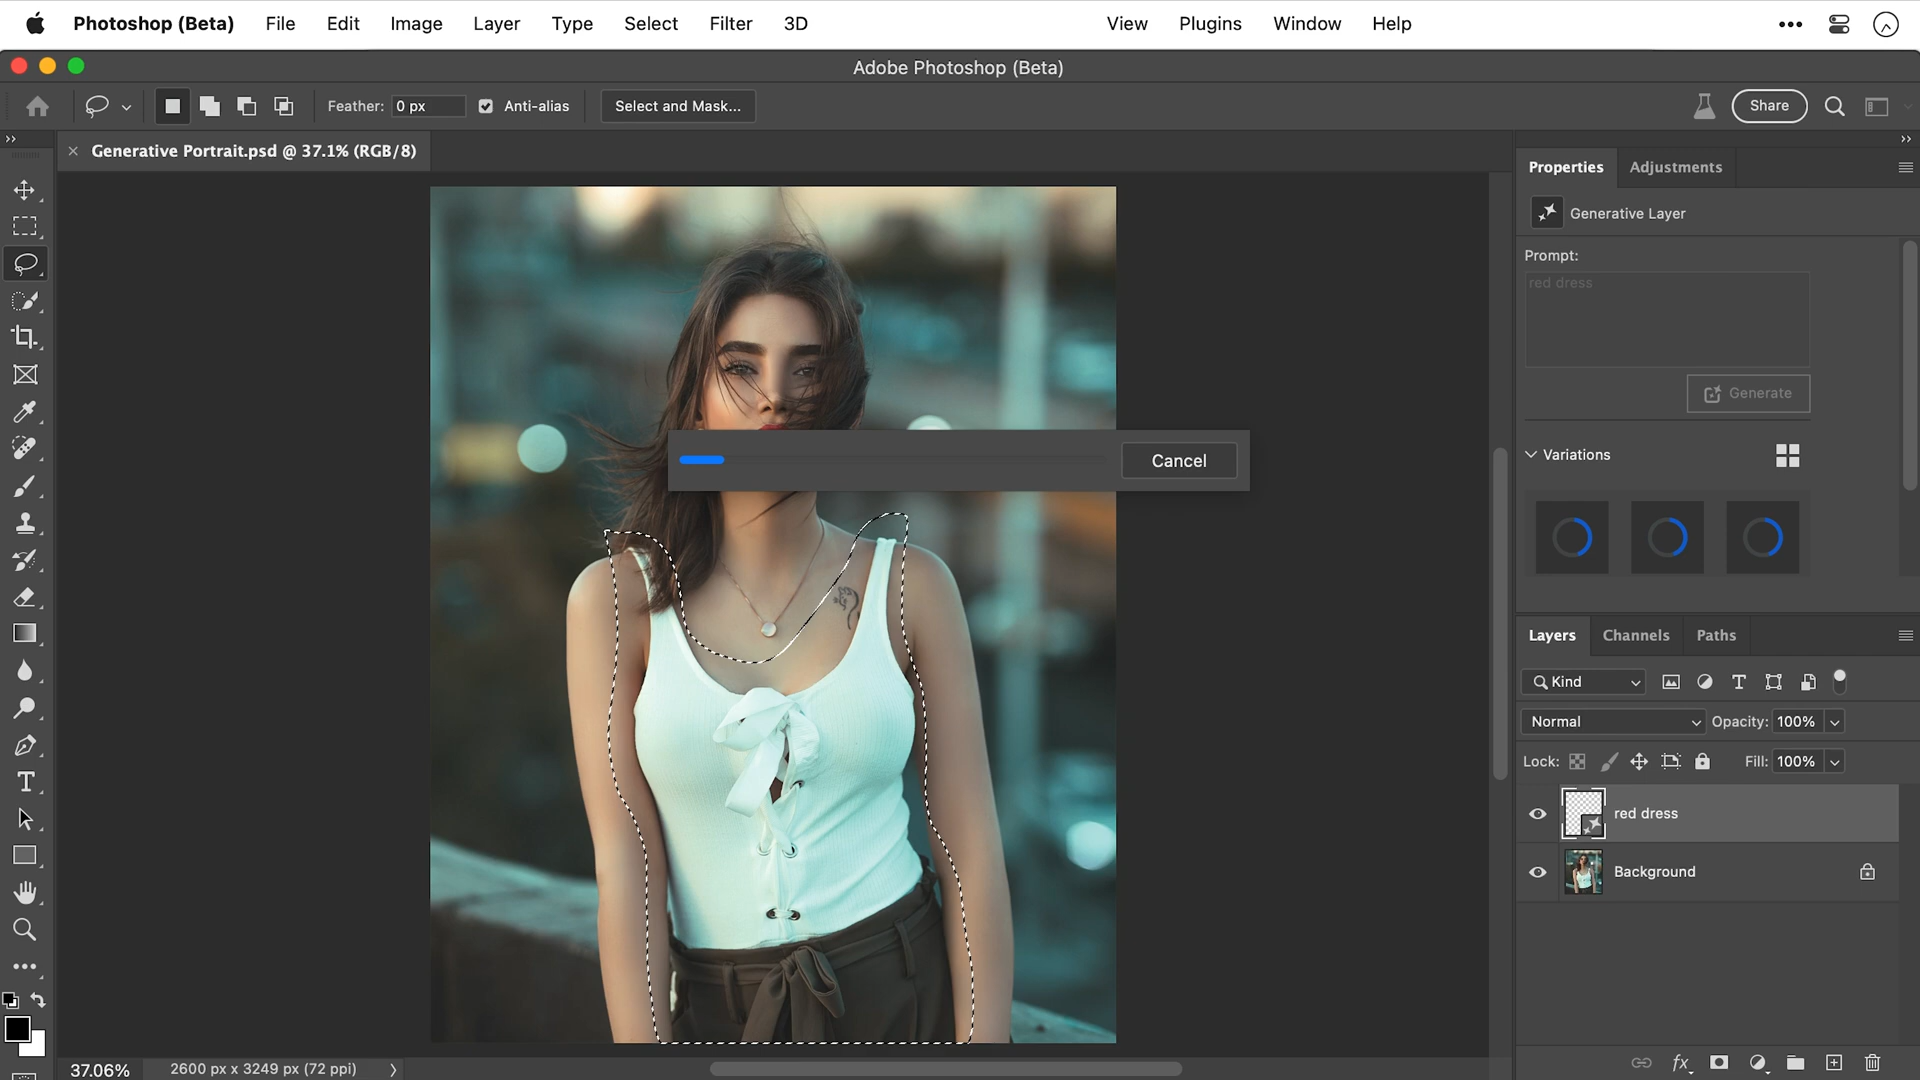 Photoshop (Beta) File Edit Image Layer Type Select Filter 3D View Plugins Window Help
Adobe Photoshop (Beta)
Feather: 0 px Anti-alias Select and Mask... Share
Generative Portrait.psd @ 37.1% (RGB/8)
Properties Adjustments
Generative Layer
Prompt:
red dress
Generate
Variations
Cancel
Layers Channels Paths
Kind
Normal Opacity: 100%
Lock: Fill: 100%
red dress
Background
37.06% 2600 px x 3249 px (72 ppi)
fx